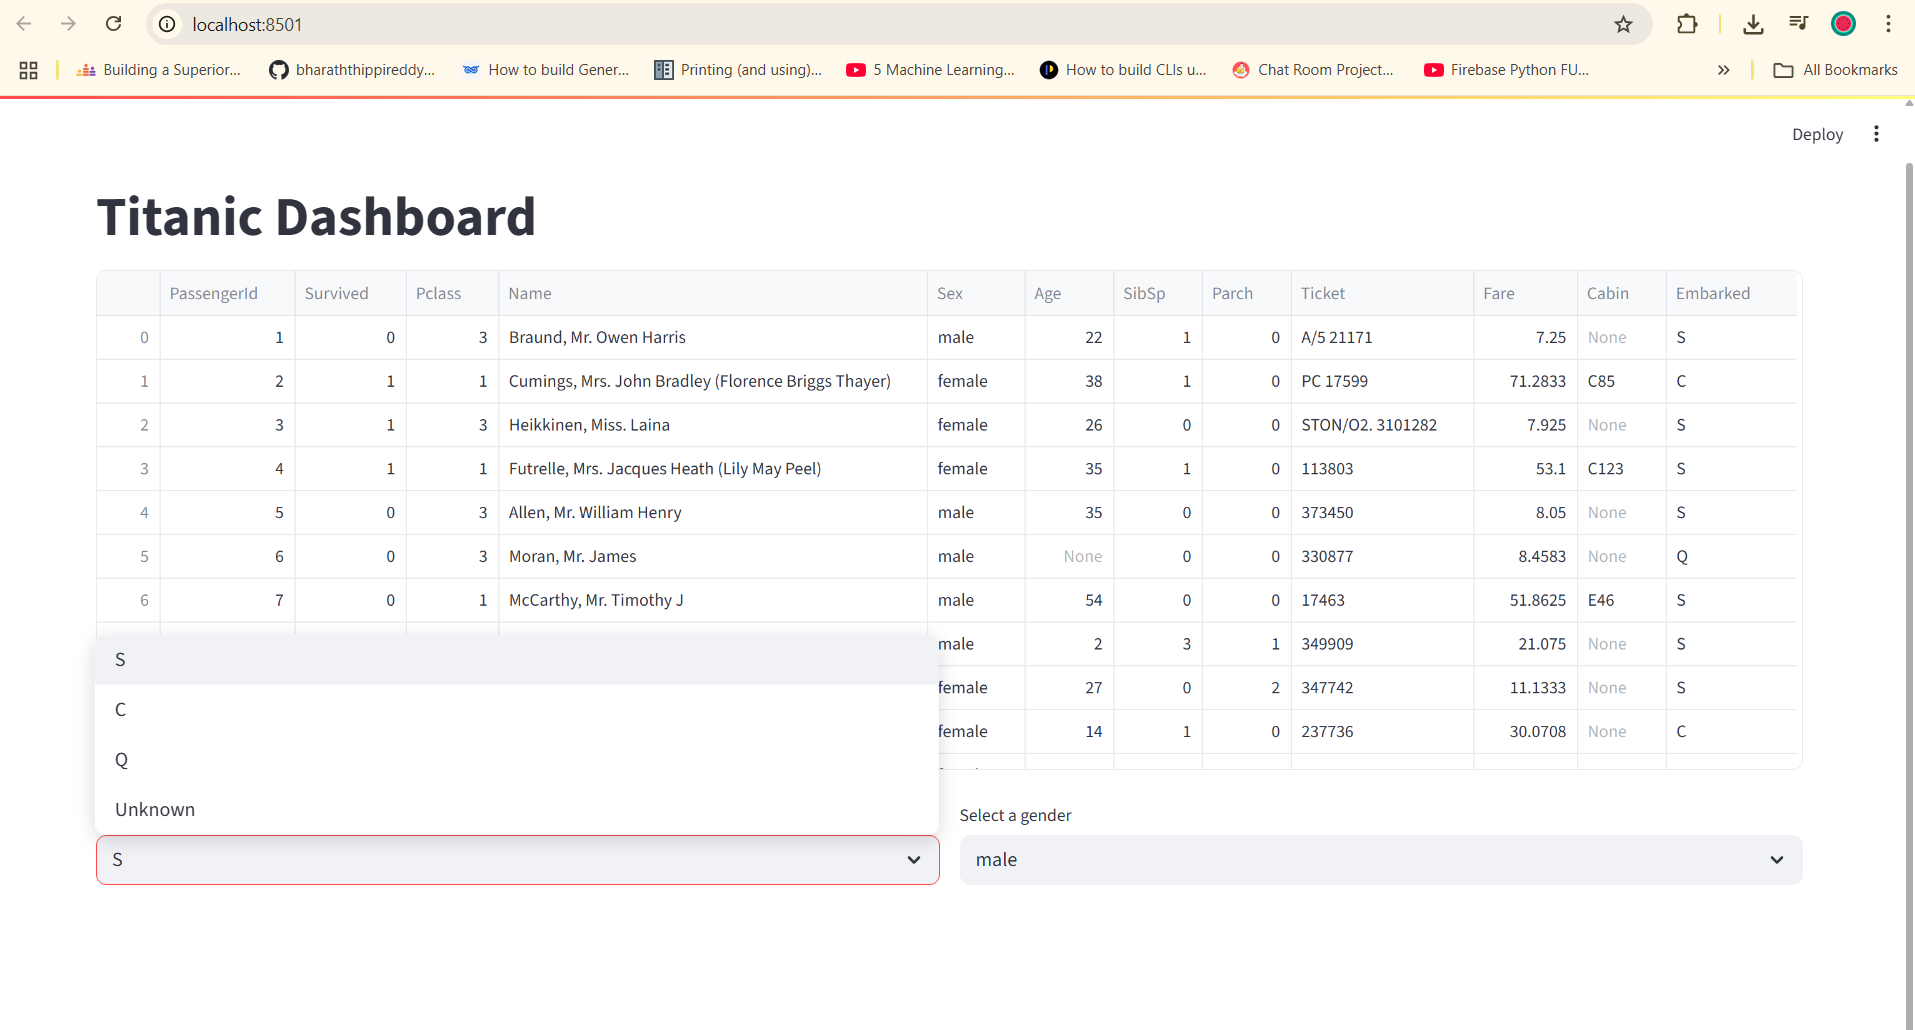 localhost:8501
Building a Superior... bharaththippireddy... How to build Gener... Printing (and using)... 5 Machine Learning... How to build CLIs u... Chat Room Project... Firebase Python FU... All Bookmarks
Deploy
Titanic Dashboard
PassengerId Survived Pclass Name Sex Age SibSp Parch Ticket Fare Cabin Embarked
0 1 0 3 Braund, Mr. Owen Harris male 22 1 0 A/5 21171 7.25 None S
1 2 1 1 Cumings, Mrs. John Bradley (Florence Briggs Thayer) female 38 1 0 PC 17599 71.2833 C85 C
2 3 1 3 Heikkinen, Miss. Laina female 26 0 0 STON/O2. 3101282 7.925 None S
3 4 1 1 Futrelle, Mrs. Jacques Heath (Lily May Peel) female 35 1 0 113803 53.1 C123 S
4 5 0 3 Allen, Mr. William Henry male 35 0 0 373450 8.05 None S
5 6 0 3 Moran, Mr. James male None 0 0 330877 8.4583 None Q
6 7 0 1 McCarthy, Mr. Timothy J male 54 0 0 17463 51.8625 E46 S
male 2 3 1 349909 21.075 None S
female 27 0 2 347742 11.1333 None S
female 14 1 0 237736 30.0708 None C
S
C
Q
Unknown
S
Select a gender
male